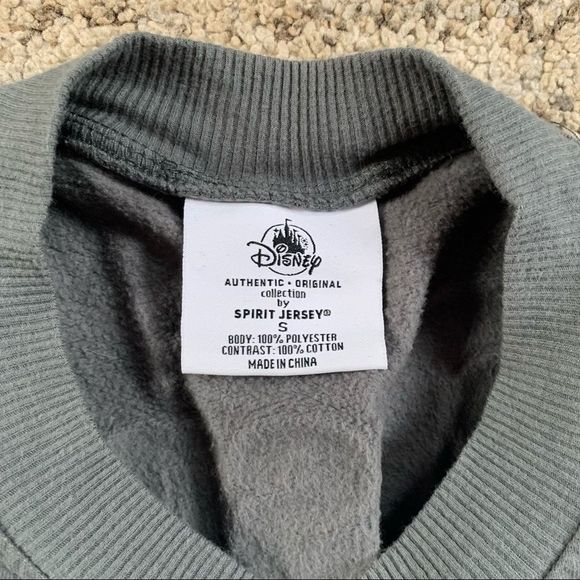 Disney
AUTHENTIC • ORIGINAL
collection
by
SPIRIT JERSEY®
S
BODY: 100% POLYESTER
CONTRAST: 100% COTTON
MADE IN CHINA